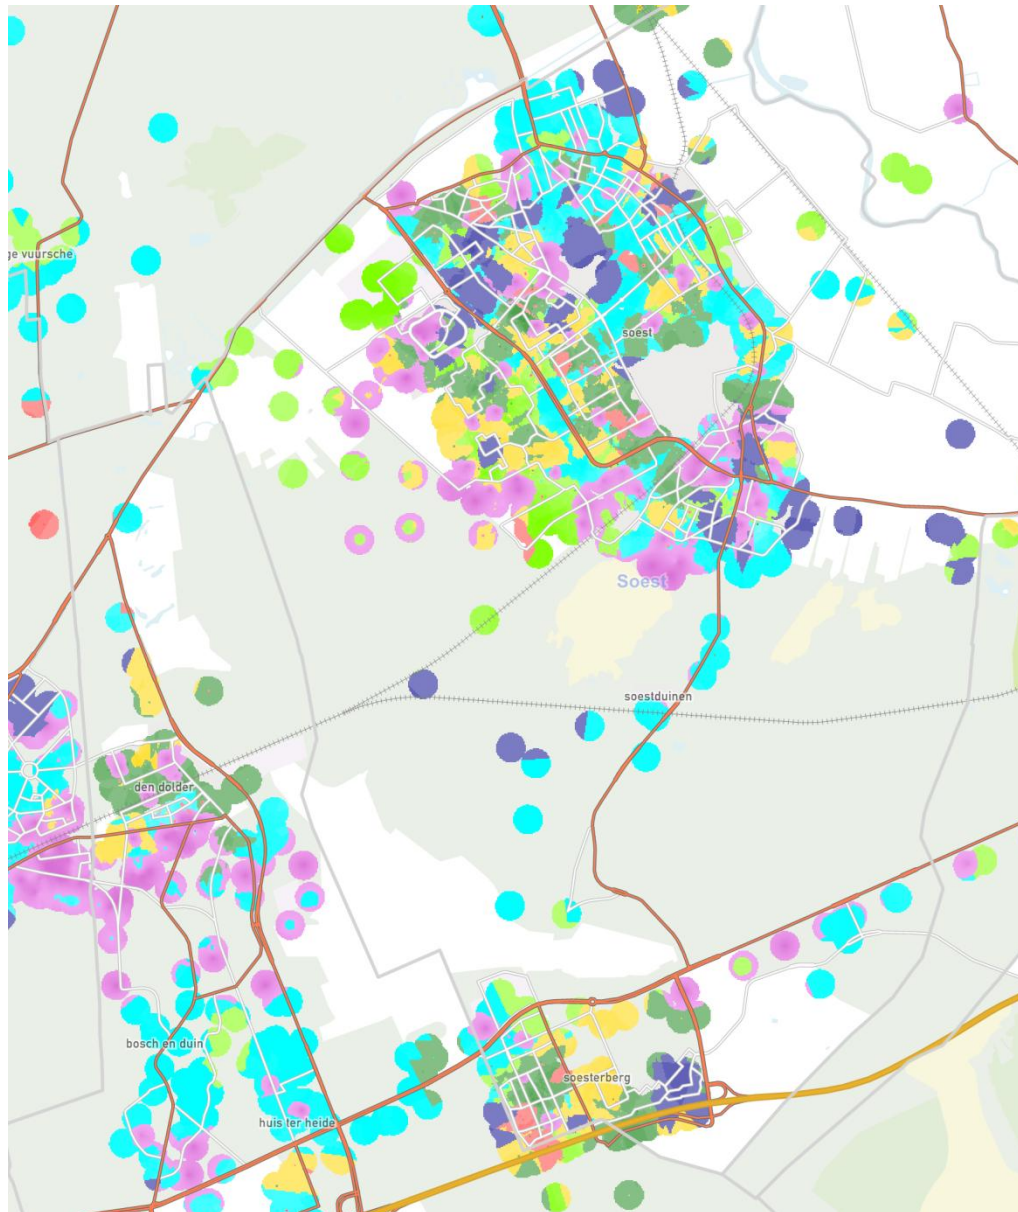 ge vuursche
soest
Soest
soestduinen
den dolder
bosch en duin
soesterberg
huis ter heide